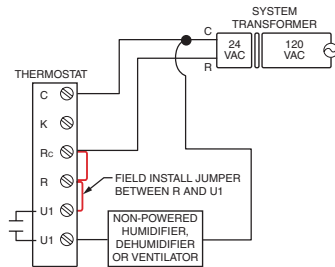 SYSTEM
TRANSFORMER
C
24
VAC
120
VAC
R
THERMOSTAT
C
K
RC
R
FIELD INSTALL JUMPER
BETWEEN R AND U1
U1
U1
NON-POWERED
HUMIDIFIER,
DEHUMIDIFIER
OR VENTILATOR